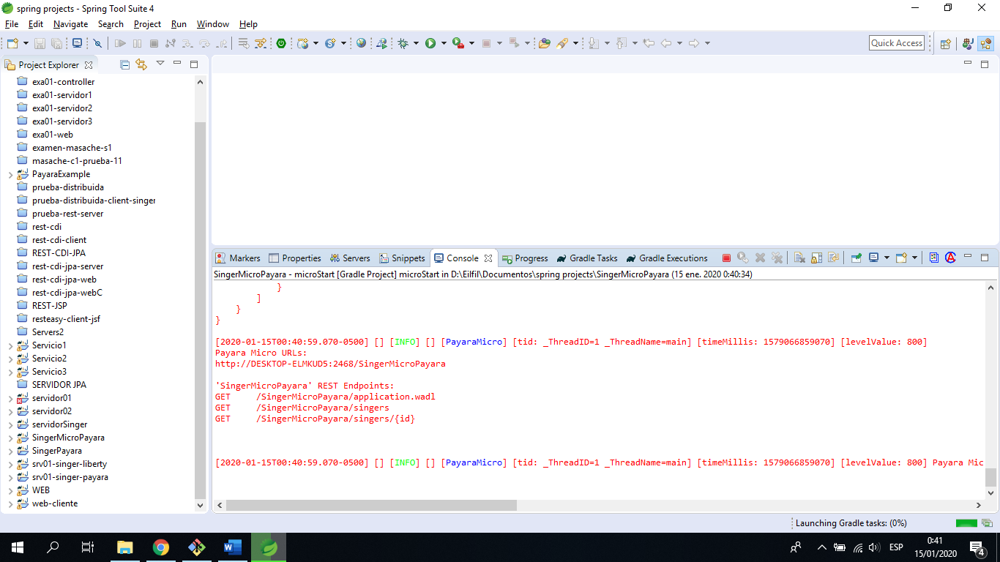 spring projects - Spring Tool Suite 4
File Edit Navigate Search Project Run Window Help
Quick Access
Project Explorer
exa01-controller
exa01-servidor1
exa01-servidor2
exa01-servidor3
exa01-web
examen-masache-s1
masache-c1-prueba-11
PayaraExample
prueba-distribuida
prueba-distribuida-client-singer
prueba-rest-server
rest-cdi
rest-cdi-client
REST-CDI-JPA
rest-cdi-jpa-server
rest-cdi-jpa-web
rest-cdi-jpa-webC
REST-JSP
resteasy-client-jsf
Servers2
Servicio1
Servicio2
Servicio3
SERVIDOR JPA
servidor01
servidor02
servidorSinger
SingerMicroPayara
SingerPayara
srv01-singer-liberty
srv01-singer-payara
WEB
web-cliente
Markers Properties Servers Snippets Console Progress Gradle Tasks Gradle Executions
SingerMicroPayara - microStart [Gradle Project] microStart in D:\Eilfil\Documentos\spring projects\SingerMicroPayara (15 ene. 2020 0:40:34)
}
]
}
}
[2020-01-15T00:40:59.070-0500] [] [INFO] [] [PayaraMicro] [tid: _ThreadID=1 _ThreadName=main] [timeMillis: 1579066859070] [levelValue: 800]
Payara Micro URLs:
http://DESKTOP-ELMKUD5:2468/SingerMicroPayara
'SingerMicroPayara' REST Endpoints:
GET /SingerMicroPayara/application.wadl
GET /SingerMicroPayara/singers
GET /SingerMicroPayara/singers/{id}
[2020-01-15T00:40:59.070-0500] [] [INFO] [] [PayaraMicro] [tid: _ThreadID=1 _ThreadName=main] [timeMillis: 1579066859070] [levelValue: 800] Payara Mic
Launching Gradle tasks: (0%)
ESP
0:41
15/01/2020
4